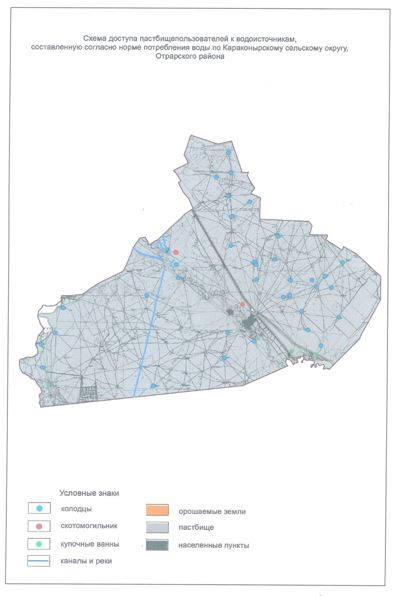 Схема доступа пастбищепользователей к водоисточникам,
составленную согласно норме потребления воды по Караконырскому сельскому округу,
Отрарского района
Условные знаки
колодцы
скотомогильник
купочные ванны
каналы и реки
орошаемые земли
пастбище
населенные пункты